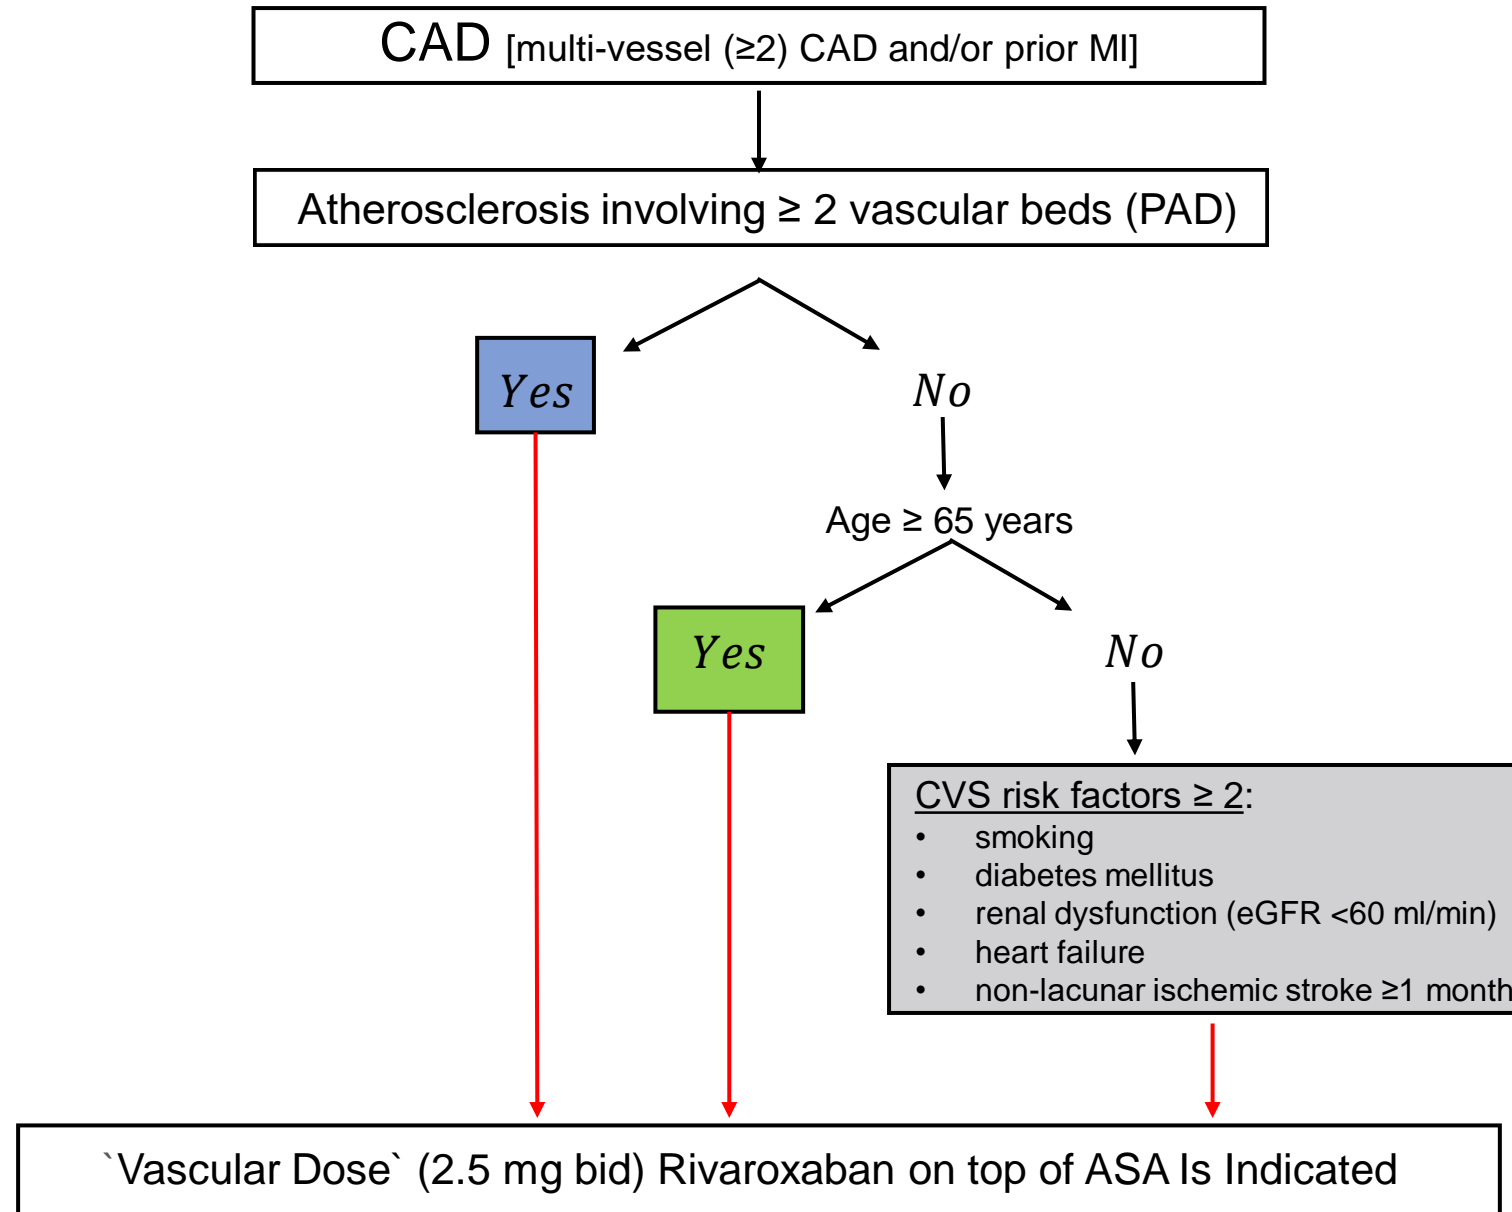 CAD [multi-vessel (≥2) CAD and/or prior MI]
Atherosclerosis involving ≥ 2 vascular beds (PAD)
Yes
No
Age ≥ 65 years
Yes
No
CVS risk factors ≥ 2:
• smoking
• diabetes mellitus
• renal dysfunction (eGFR <60 ml/min)
• heart failure
• non-lacunar ischemic stroke ≥1 month
`Vascular Dose` (2.5 mg bid) Rivaroxaban on top of ASA Is Indicated